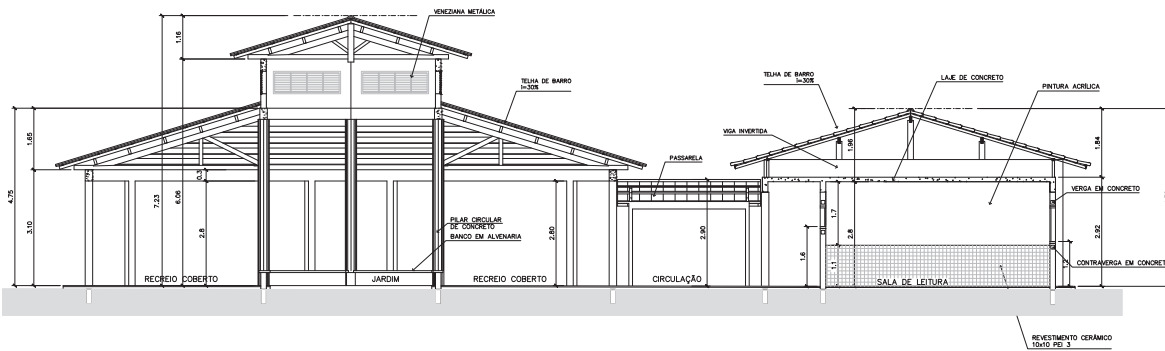 VENEZIANA METÁLICA
1.16
TELHA DE BARRO
i=30%
TELHA DE BARRO
i=30%
LAJE DE CONCRETO
PINTURA ACRÍLICA
VIGA INVERTIDA
1.96
1.84
1.65
4.75
7.23
6.06
0.3
PASSARELA
3.10
2.8
2.80
2.90
1.7
2.8
1.6
1.1
2.92
VERGA EM CONCRETO
PILAR CIRCULAR
DE CONCRETO
BANCO EM ALVENARIA
CONTRAVERGA EM CONCRET
RECREIO COBERTO
JARDIM
RECREIO COBERTO
CIRCULAÇÃO
SALA DE LEITURA
REVESTIMENTO CERÂMICO
10x10 PEI 3